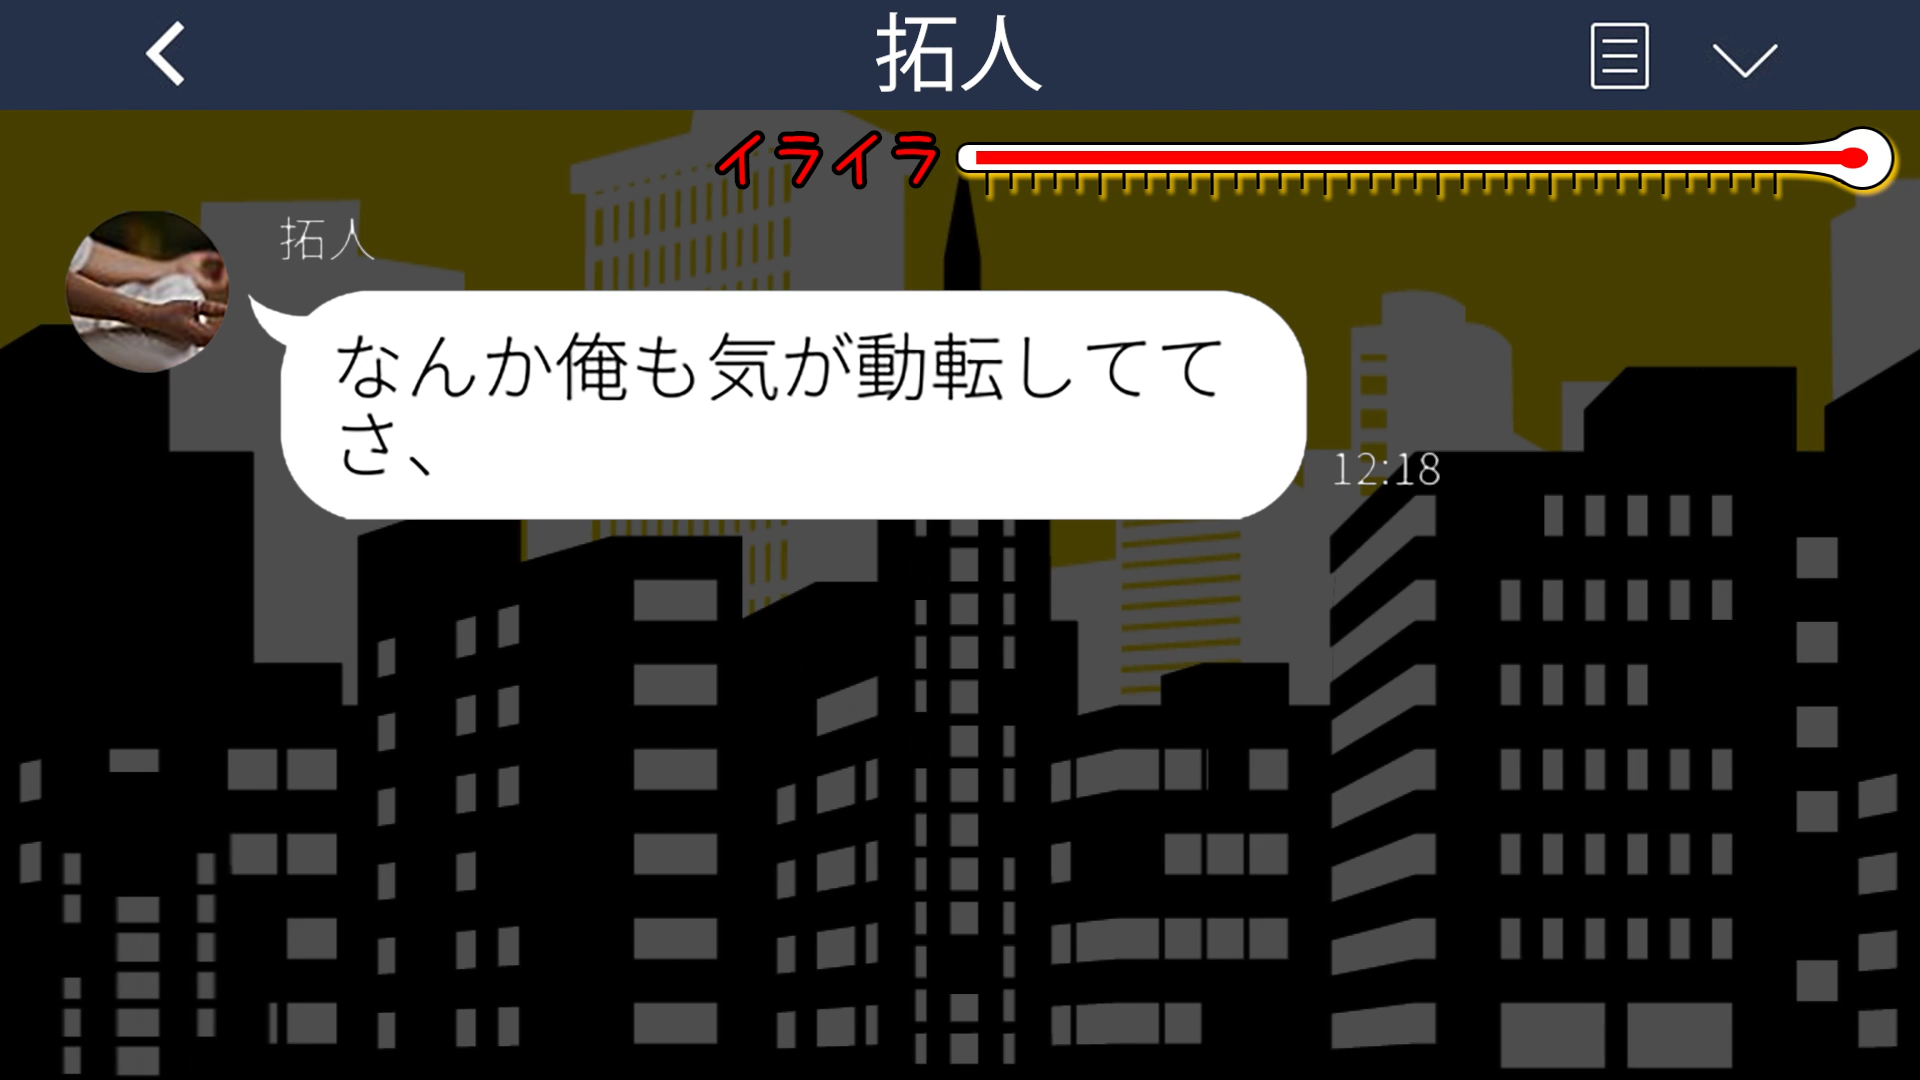 拓人
イライラ
拓人
なんか俺も気が動転してて
さ、
12:18